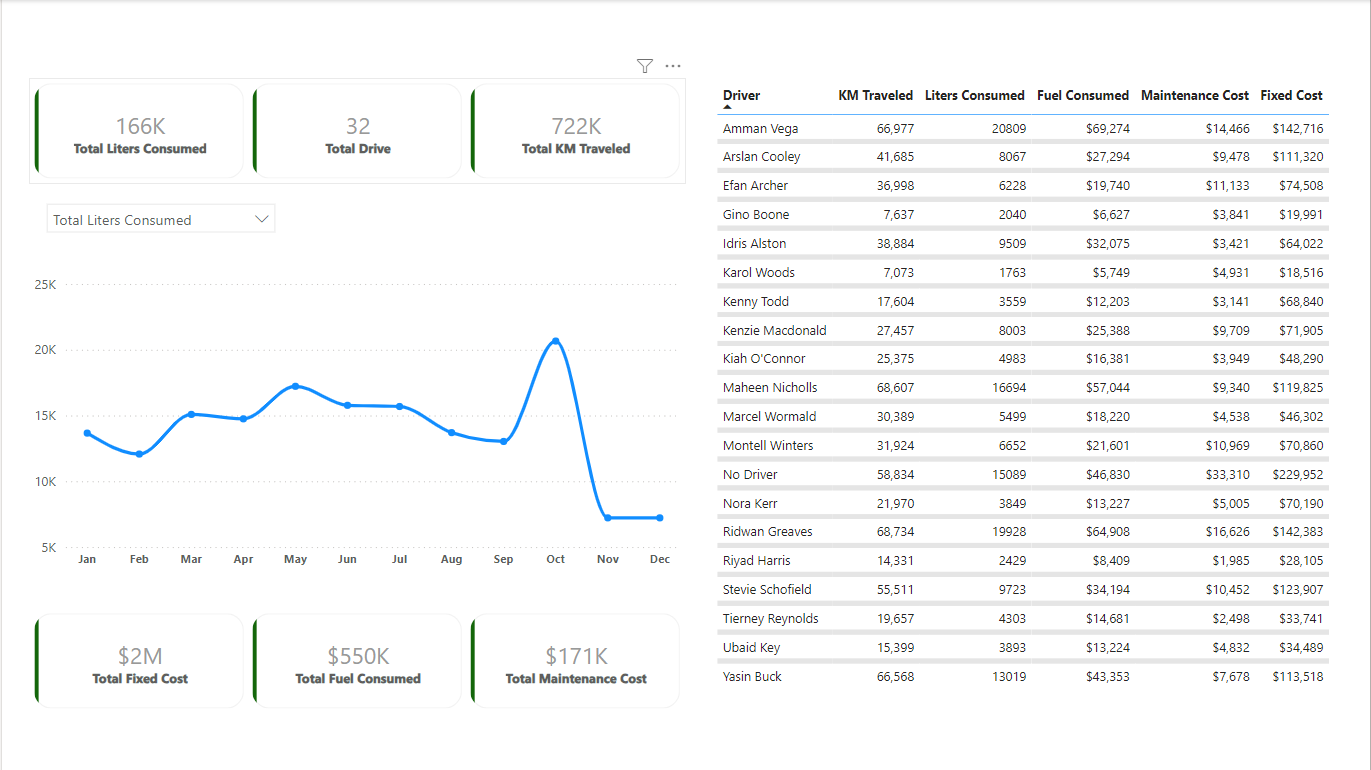 166K
Total Liters Consumed
32
Total Drive
722K
Total KM Traveled
Total Liters Consumed
25K
20K
15K
10K
5K
Jan Feb Mar Apr May Jun Jul Aug Sep Oct Nov Dec
$2M
Total Fixed Cost
$550K
Total Fuel Consumed
$171K
Total Maintenance Cost
Driver KM Traveled Liters Consumed Fuel Consumed Maintenance Cost Fixed Cost
Amman Vega 66,977 20809 $69,274 $14,466 $142,716
Arslan Cooley 41,685 8067 $27,294 $9,478 $111,320
Efan Archer 36,998 6228 $19,740 $11,133 $74,508
Gino Boone 7,637 2040 $6,627 $3,841 $19,991
Idris Alston 38,884 9509 $32,075 $3,421 $64,022
Karol Woods 7,073 1763 $5,749 $4,931 $18,516
Kenny Todd 17,604 3559 $12,203 $3,141 $68,840
Kenzie Macdonald 27,457 8003 $25,388 $9,709 $71,905
Kiah O'Connor 25,375 4983 $16,381 $3,949 $48,290
Maheen Nicholls 68,607 16694 $57,044 $9,340 $119,825
Marcel Wormald 30,389 5499 $18,220 $4,538 $46,302
Montell Winters 31,924 6652 $21,601 $10,969 $70,860
No Driver 58,834 15089 $46,830 $33,310 $229,952
Nora Kerr 21,970 3849 $13,227 $5,005 $70,190
Ridwan Greaves 68,734 19928 $64,908 $16,626 $142,383
Riyad Harris 14,331 2429 $8,409 $1,985 $28,105
Stevie Schofield 55,511 9723 $34,194 $10,452 $123,907
Tierney Reynolds 19,657 4303 $14,681 $2,498 $33,741
Ubaid Key 15,399 3893 $13,224 $4,832 $34,489
Yasin Buck 66,568 13019 $43,353 $7,678 $113,518